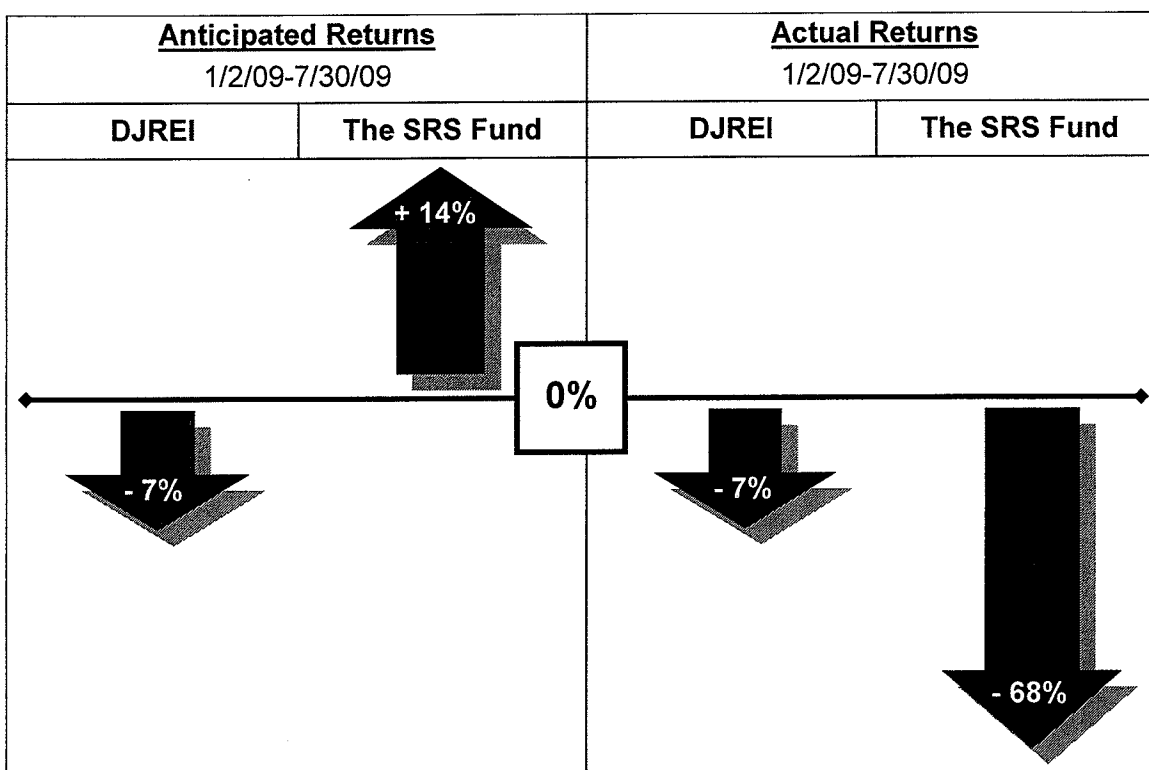 Anticipated Returns
1/2/09-7/30/09
Actual Returns
1/2/09-7/30/09
DJREI
The SRS Fund
DJREI
The SRS Fund
+ 14%
0%
- 7%
- 7%
- 68%